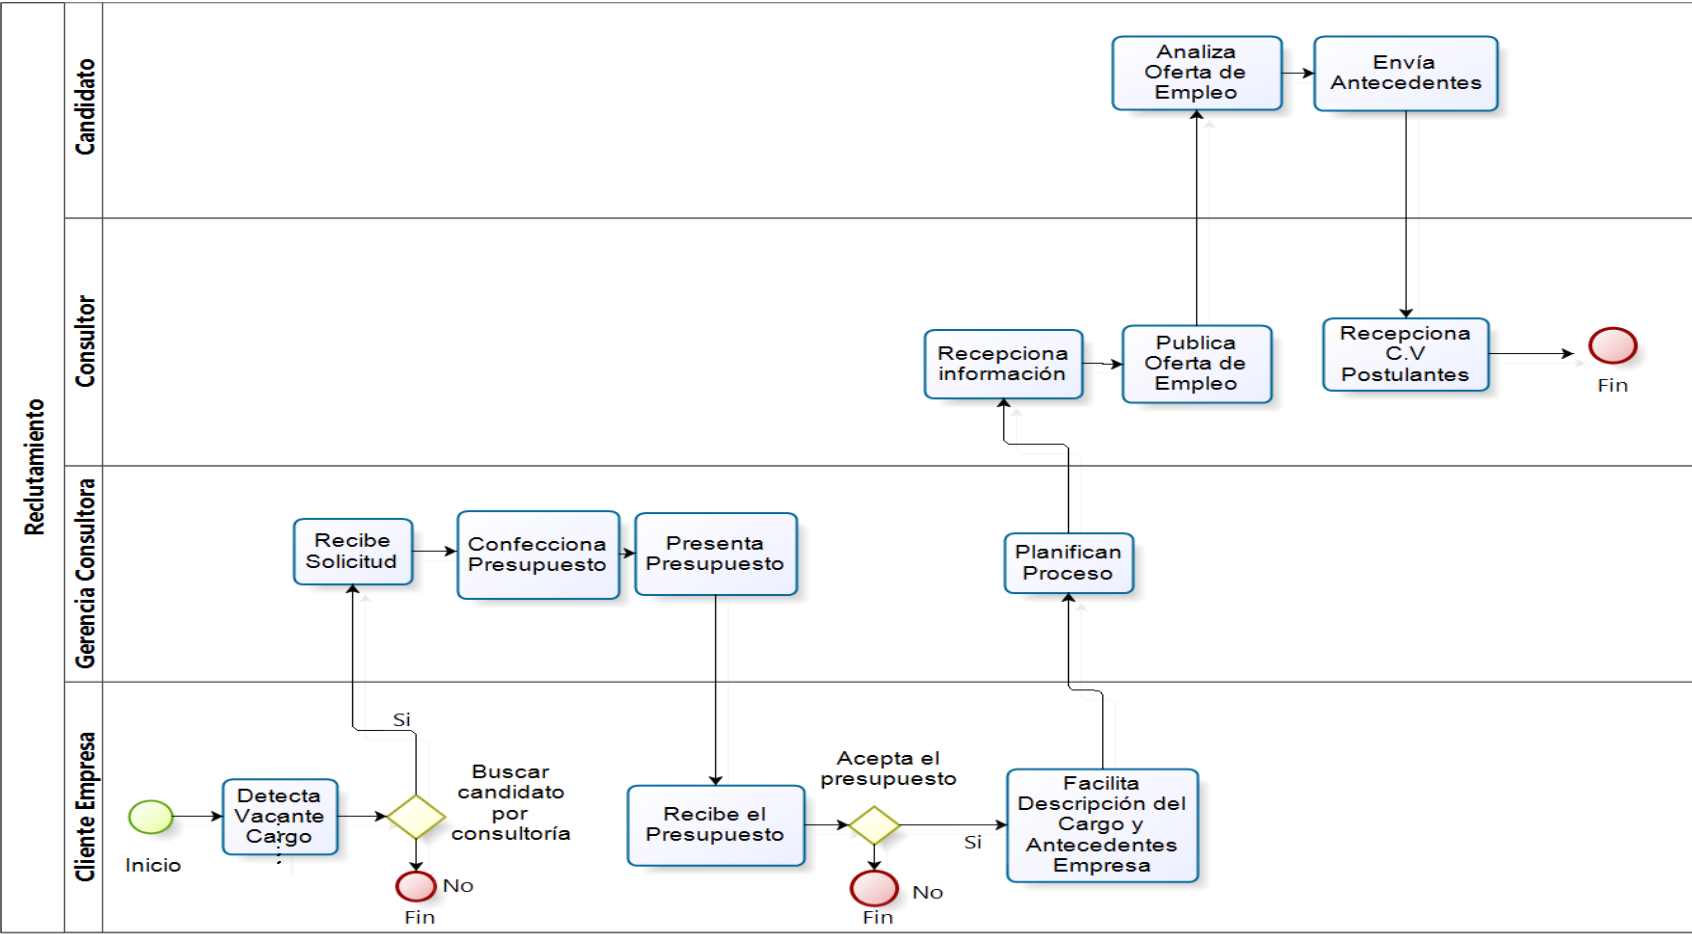 Reclutamiento
Candidato
Analiza
Oferta de
Empleo
Envía
Antecedentes
Consultor
Recepciona
información
Publica
Oferta de
Empleo
Recepciona
C.V
Postulantes
Fin
Gerencia Consultora
Recibe
Solicitud
Confecciona
Presupuesto
Presenta
Presupuesto
Planifican
Proceso
Cliente Empresa
Inicio
Detecta
Vacante
Cargo
Si
Buscar
candidato
por
consultoría
No
Fin
Recibe el
Presupuesto
Acepta el
presupuesto
Si
No
Fin
Facilita
Descripción del
Cargo y
Antecedentes
Empresa